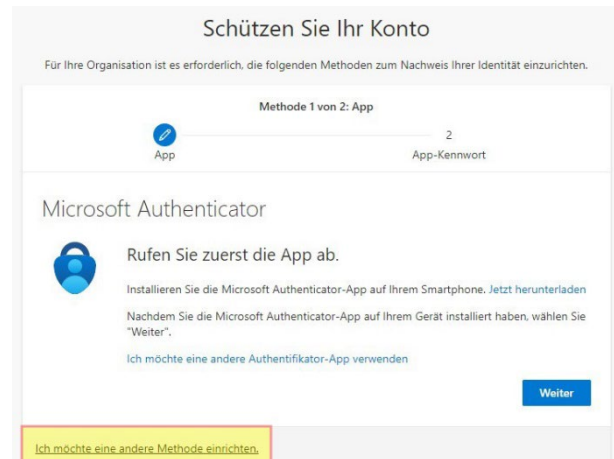 Schützen Sie Ihr Konto
Für Ihre Organisation ist es erforderlich, die folgenden Methoden zum Nachweis Ihrer Identität einzurichten.
Methode 1 von 2: App
2
App
App-Kennwort
Microsoft Authenticator
Rufen Sie zuerst die App ab.
Installieren Sie die Microsoft Authenticator-App auf Ihrem Smartphone. Jetzt herunterladen
Nachdem Sie die Microsoft Authenticator-App auf Ihrem Gerät installiert haben, wählen Sie
"Weiter".
Ich möchte eine andere Authentifikator-App verwenden
Weiter
Ich möchte eine andere Methode einrichten.